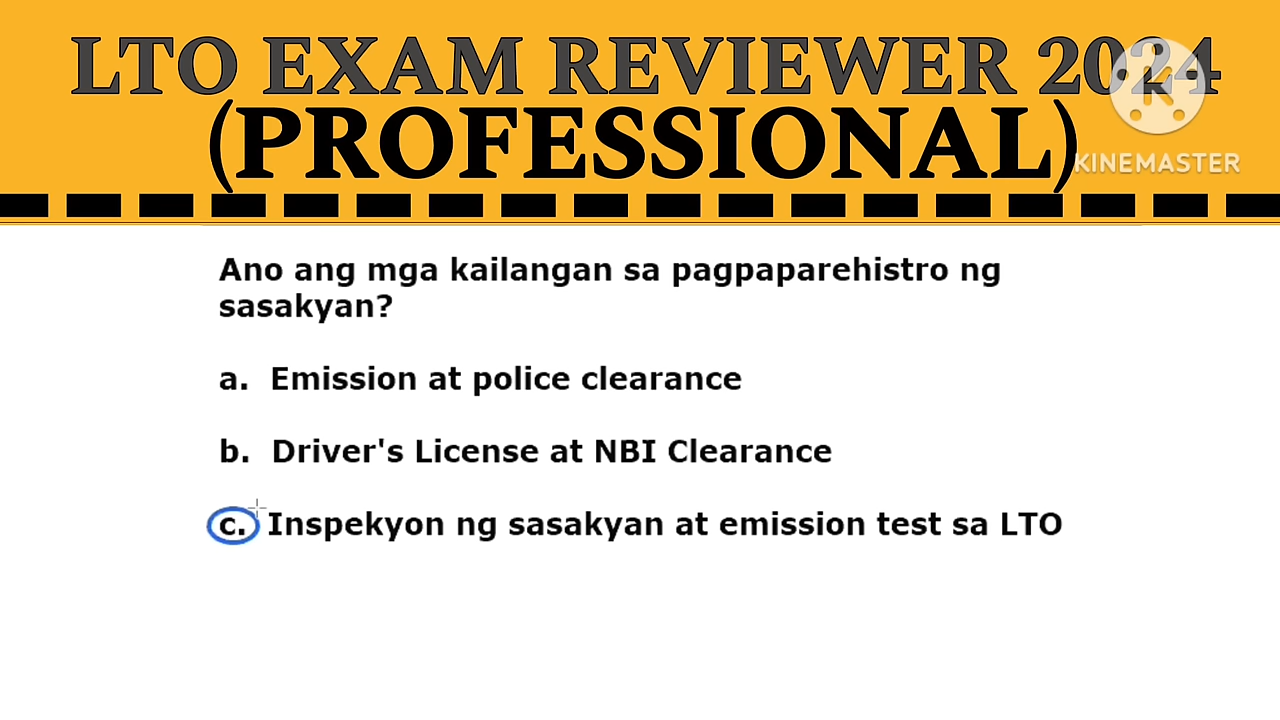 LTO EXAM REVIEWER 2024
(PROFESSIONAL)
KINEMASTER
Ano ang mga kailangan sa pagpaparehistro ng
sasakyan?
a. Emission at police clearance
b. Driver's License at NBI Clearance
c. Inspekyon ng sasakyan at emission test sa LTO